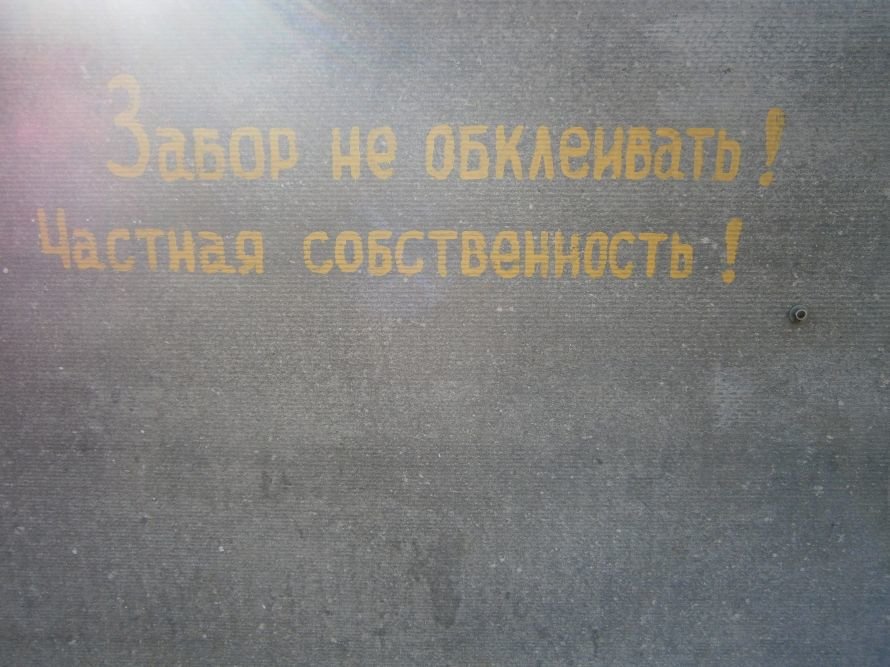 Забор не обклеивать!
Частная собственность!